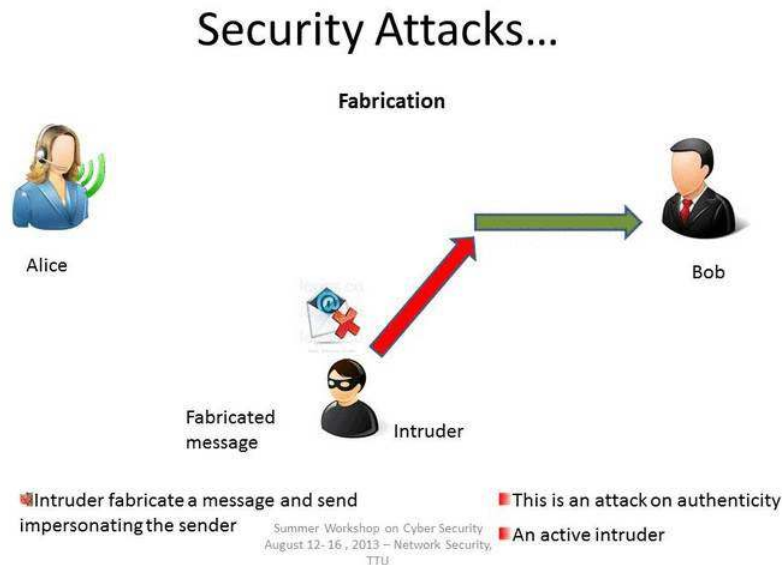 Security Attacks...
Fabrication
Alice
Bob
Fabricated
message
Intruder
Intruder fabricate a message and send
impersonating the sender
This is an attack on authenticity
An active intruder
Summer Workshop on Cyber Security
August 12- 16 , 2013 – Network Security,
TTU